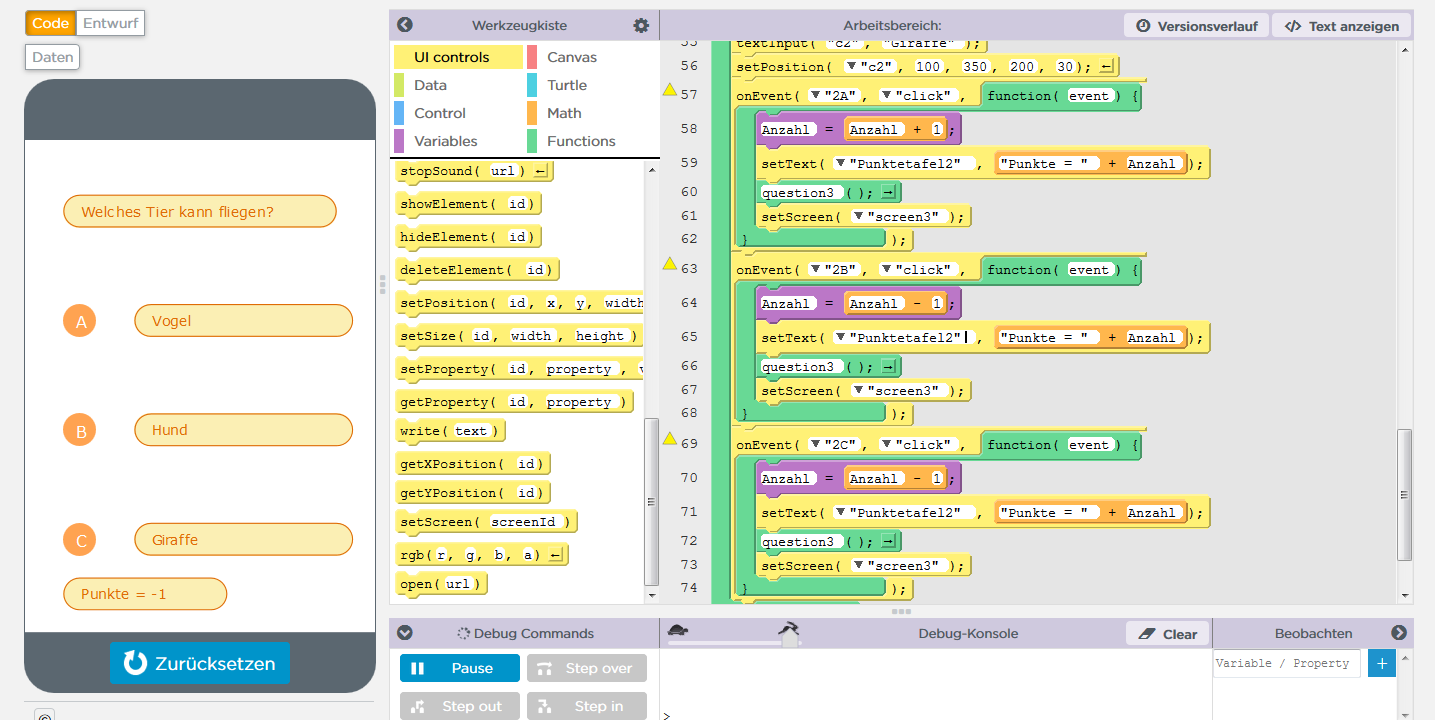 Code Entwurf
Daten
Welches Tier kann fliegen?
A Vogel
B Hund
C Giraffe
Punkte = -1
Zurücksetzen
©
Werkzeugkiste
UI controls Canvas
Data Turtle
Control Math
Variables Functions
stopSound( url )
showElement( id)
hideElement( id)
deleteElement( id)
setPosition( id, x, y, width
setSize( id, width, height )
setProperty( id, property ,
getProperty( id, property )
write( text )
getXPosition( id)
getYPosition( id)
setScreen( screenId )
rgb( r, g, b, a)
open( url )
Arbeitsbereich: Versionsverlauf </> Text anzeigen
55 textInput( "c2", "Giraffe");
56 setPosition( "c2", 100, 350, 200, 30);
57 onEvent( "2A", "click", function( event) {
58 Anzahl = Anzahl + 1;
59 setText( "Punktetafel2" , "Punkte = " + Anzahl );
60 question3 ();
61 setScreen( "screen3" );
62 } );
63 onEvent( "2B", "click", function( event) {
64 Anzahl = Anzahl - 1;
65 setText( "Punktetafel2" , "Punkte = " + Anzahl );
66 question3 ();
67 setScreen( "screen3" );
68 } );
69 onEvent( "2C", "click", function( event) {
70 Anzahl = Anzahl - 1;
71 setText( "Punktetafel2" , "Punkte = " + Anzahl );
72 question3 ();
73 setScreen( "screen3" );
74 } );
Debug Commands Debug-Konsole Clear Beobachten
Pause Step over
Step out Step in
>
Variable / Property +